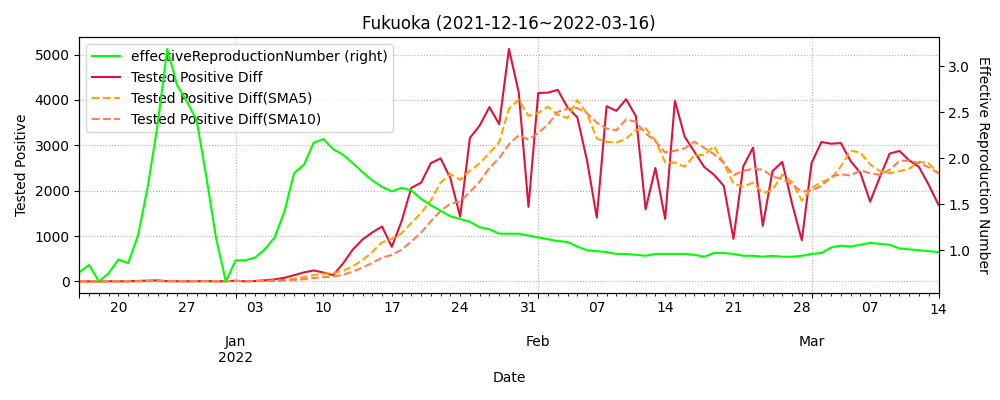 Fukuoka (2021-12-16~2022-03-16)
effectiveReproductionNumber (right)
Tested Positive Diff
Tested Positive Diff(SMA5)
Tested Positive Diff(SMA10)
Tested Positive
5000
4000
3000
2000
1000
0
Effective Reproduction Number
3.0
2.5
2.0
1.5
1.0
20 27 03 10 17 24 31 07 14 21 28 07 14
Jan Feb Mar
2022
Date